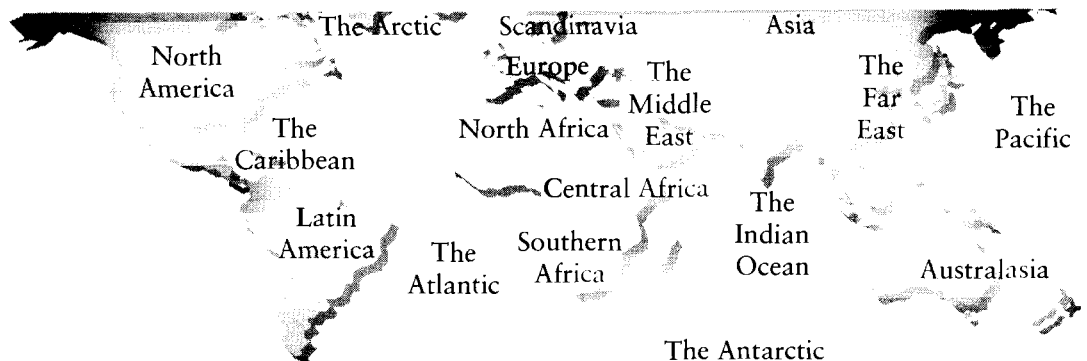 The Arctic
Scandinavia
Asia
North
America
Europe
The
Middle
East
The
Far
East
The
Pacific
The
Caribbean
North Africa
Central Africa
Latin
America
The
Atlantic
Southern
Africa
The
Indian
Ocean
Australasia
The Antarctic